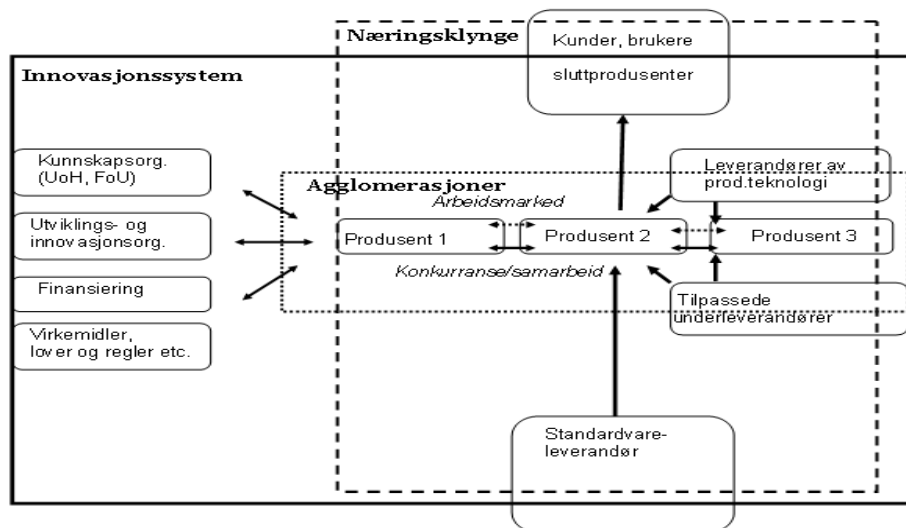 Næringsklynge
Kunder, brukere
sluttprodusenter
Innovasjonssystem
Kunnskapsorg.
(UoH, FoU)
Leverandører av
prod.teknologi
Agglomerasjoner
Arbeidsmarked
Utviklings- og
innovasjonsorg.
Produsent 1
Produsent 2
Produsent 3
Konkurranse/samarbeid
Finansiering
Tilpassede
underleverandører
Virkemidler,
lover og regler etc.
Standardvare-
leverandør